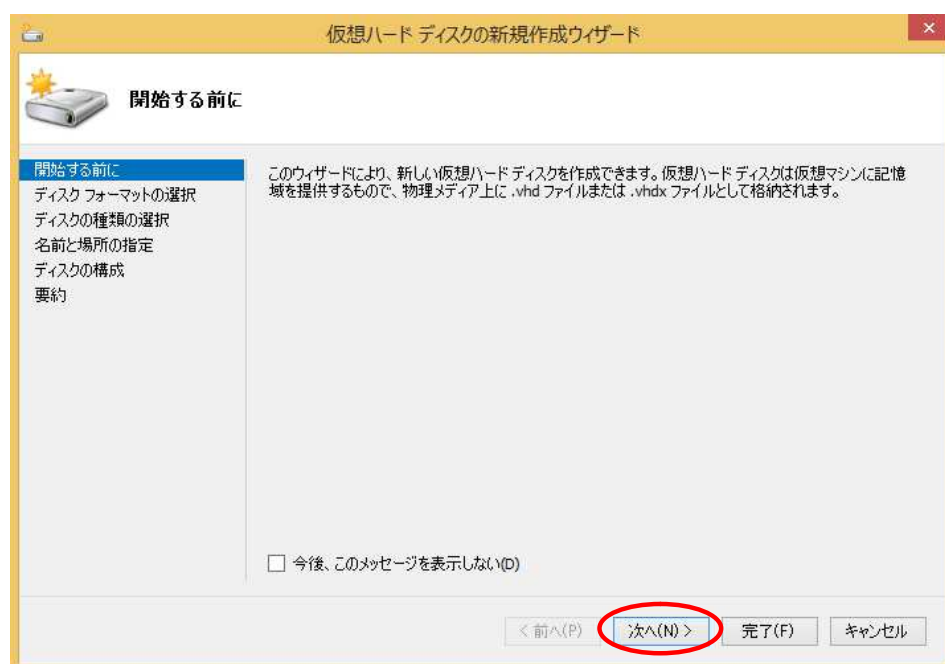 仮想ハード ディスクの新規作成ウィザード
開始する前に
開始する前に
ディスク フォーマットの選択
ディスクの種類の選択
名前と場所の指定
ディスクの構成
要約
このウィザードにより、新しい仮想ハード ディスクを作成できます。仮想ハード ディスクは仮想マシンに記憶
域を提供するもので、物理メディア上に .vhd ファイルまたは .vhdx ファイルとして格納されます。
今後、このメッセージを表示しない(D)
< 前へ(P)
次へ(N) >
完了(F)
キャンセル